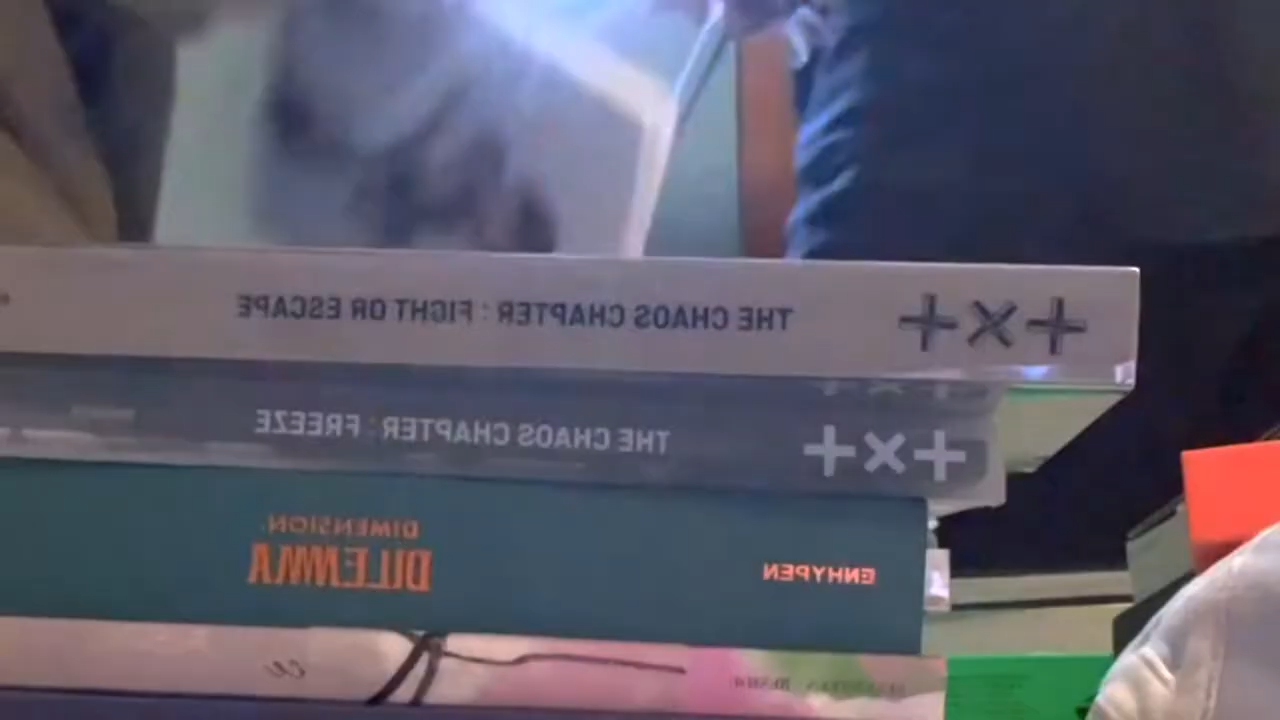 +×+ THE CHAOS CHAPTER : FIGHT OR ESCAPE
+×+ THE CHAOS CHAPTER : FREEZE
ENHYPEN
DIMENSION :
DILEMMA